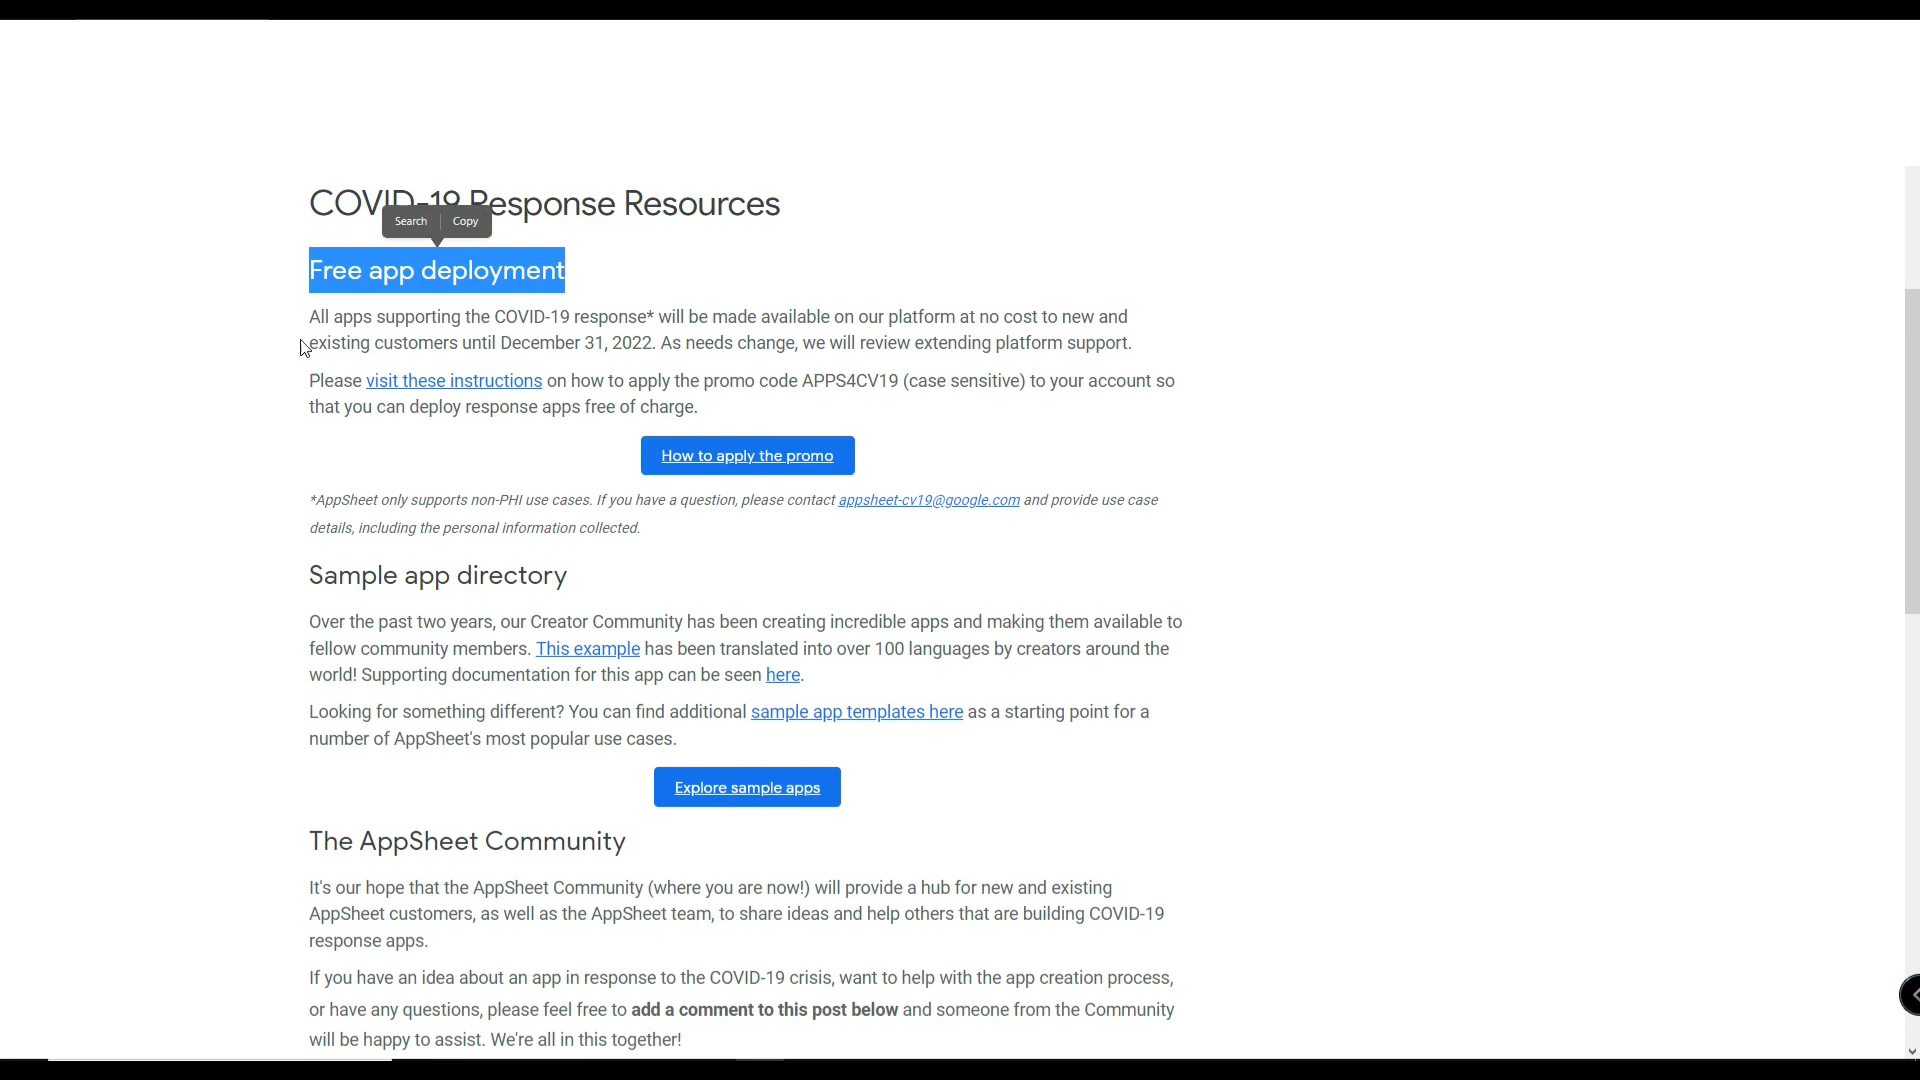 COVID-19 Response Resources
Search Copy
Free app deployment
All apps supporting the COVID-19 response* will be made available on our platform at no cost to new and
existing customers until December 31, 2022. As needs change, we will review extending platform support.
Please visit these instructions on how to apply the promo code APPS4CV19 (case sensitive) to your account so
that you can deploy response apps free of charge.
How to apply the promo
*AppSheet only supports non-PHI use cases. If you have a question, please contact appsheet-cv19@google.com and provide use case
details, including the personal information collected.
Sample app directory
Over the past two years, our Creator Community has been creating incredible apps and making them available to
fellow community members. This example has been translated into over 100 languages by creators around the
world! Supporting documentation for this app can be seen here.
Looking for something different? You can find additional sample app templates here as a starting point for a
number of AppSheet's most popular use cases.
Explore sample apps
The AppSheet Community
It's our hope that the AppSheet Community (where you are now!) will provide a hub for new and existing
AppSheet customers, as well as the AppSheet team, to share ideas and help others that are building COVID-19
response apps.
If you have an idea about an app in response to the COVID-19 crisis, want to help with the app creation process,
or have any questions, please feel free to add a comment to this post below and someone from the Community
will be happy to assist. We're all in this together!